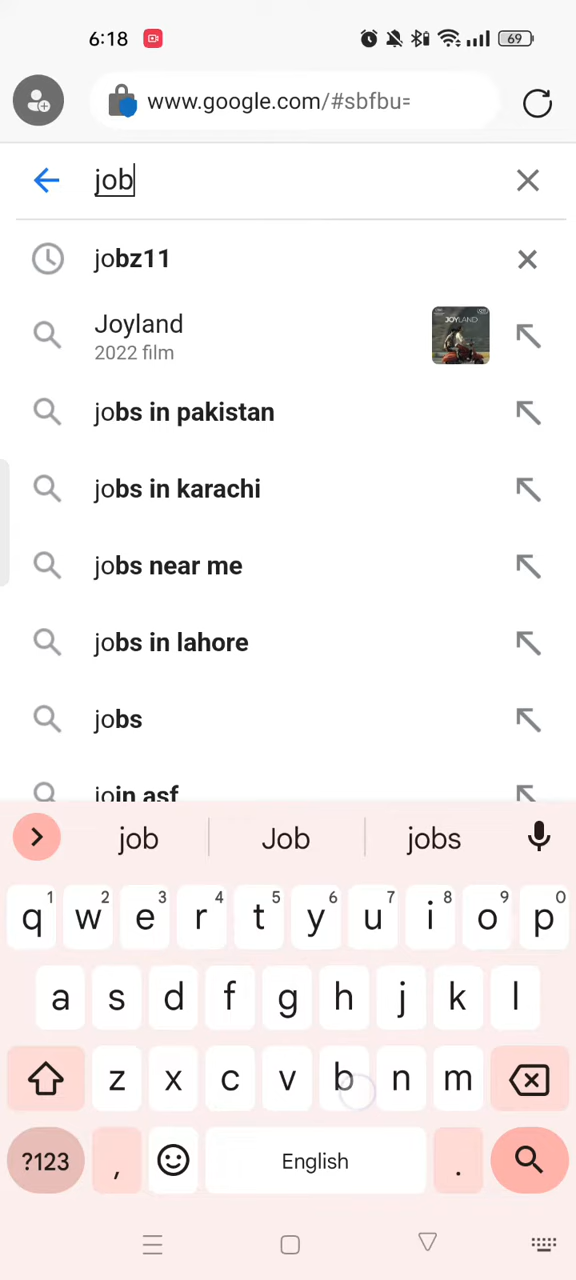 6:18
69
www.google.com/#sbfbu=
job
jobz11
Joyland
2022 film
JOYLAND
jobs in pakistan
jobs in karachi
jobs near me
jobs in lahore
jobs
join asf
job Job jobs
1 2 3 4 5 6 7 8 9 0
q w e r t y u i o p
a s d f g h j k l
z x c v b n m
?123 , English .